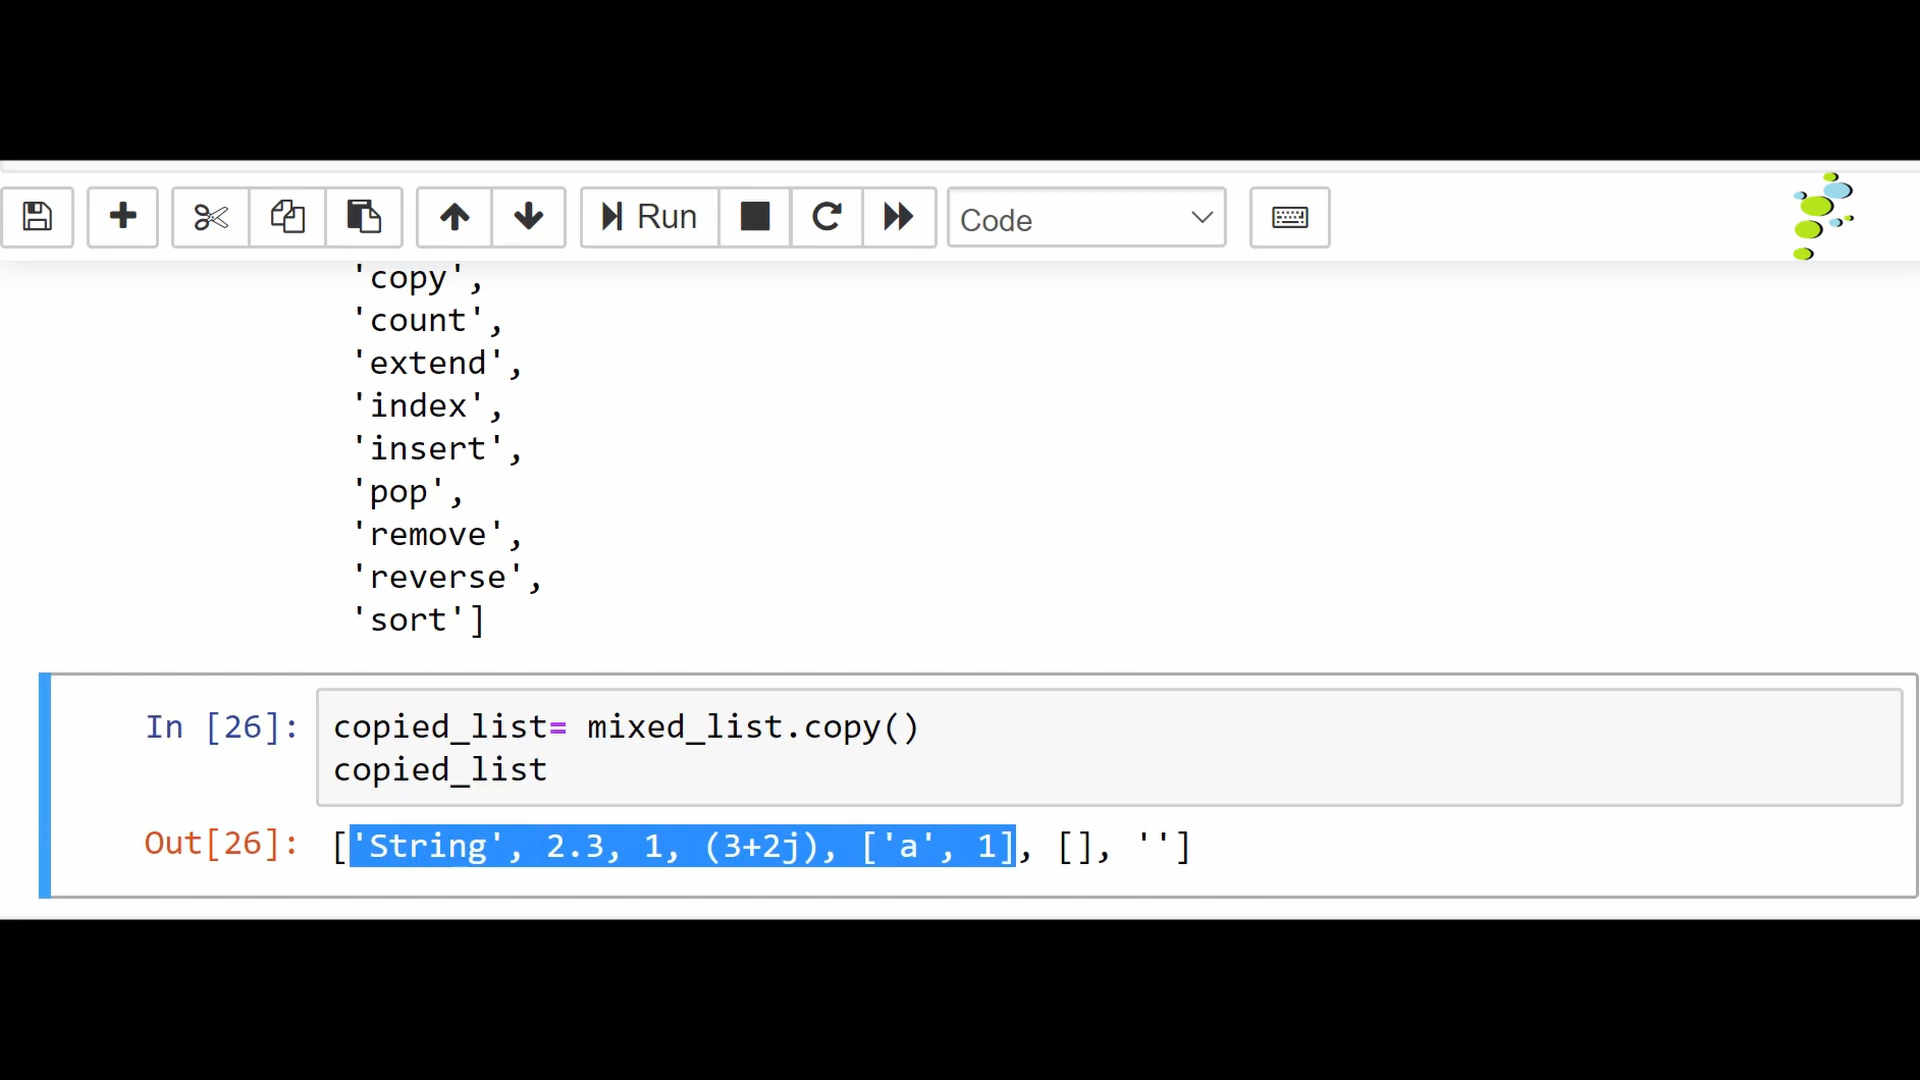 Run
Code
'copy',
'count',
'extend',
'index',
'insert',
'pop',
'remove',
'reverse',
'sort']
In [26]: copied_list= mixed_list.copy()
copied_list
Out[26]: ['String', 2.3, 1, (3+2j), ['a', 1], [], '']